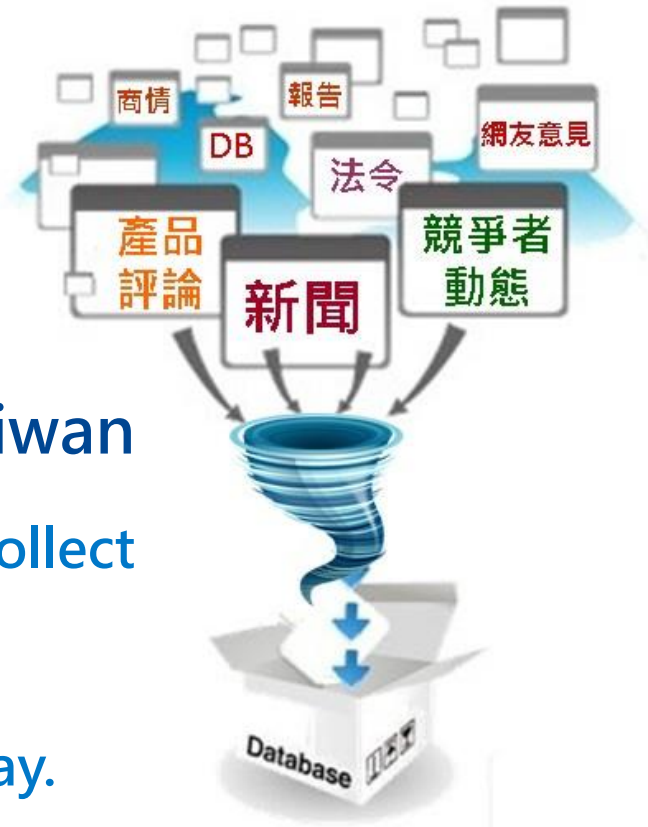 商情
報告
DB
網友意見
法令
產品
評論
新聞
競爭者
動態
iwan
ollect
ay.
Database